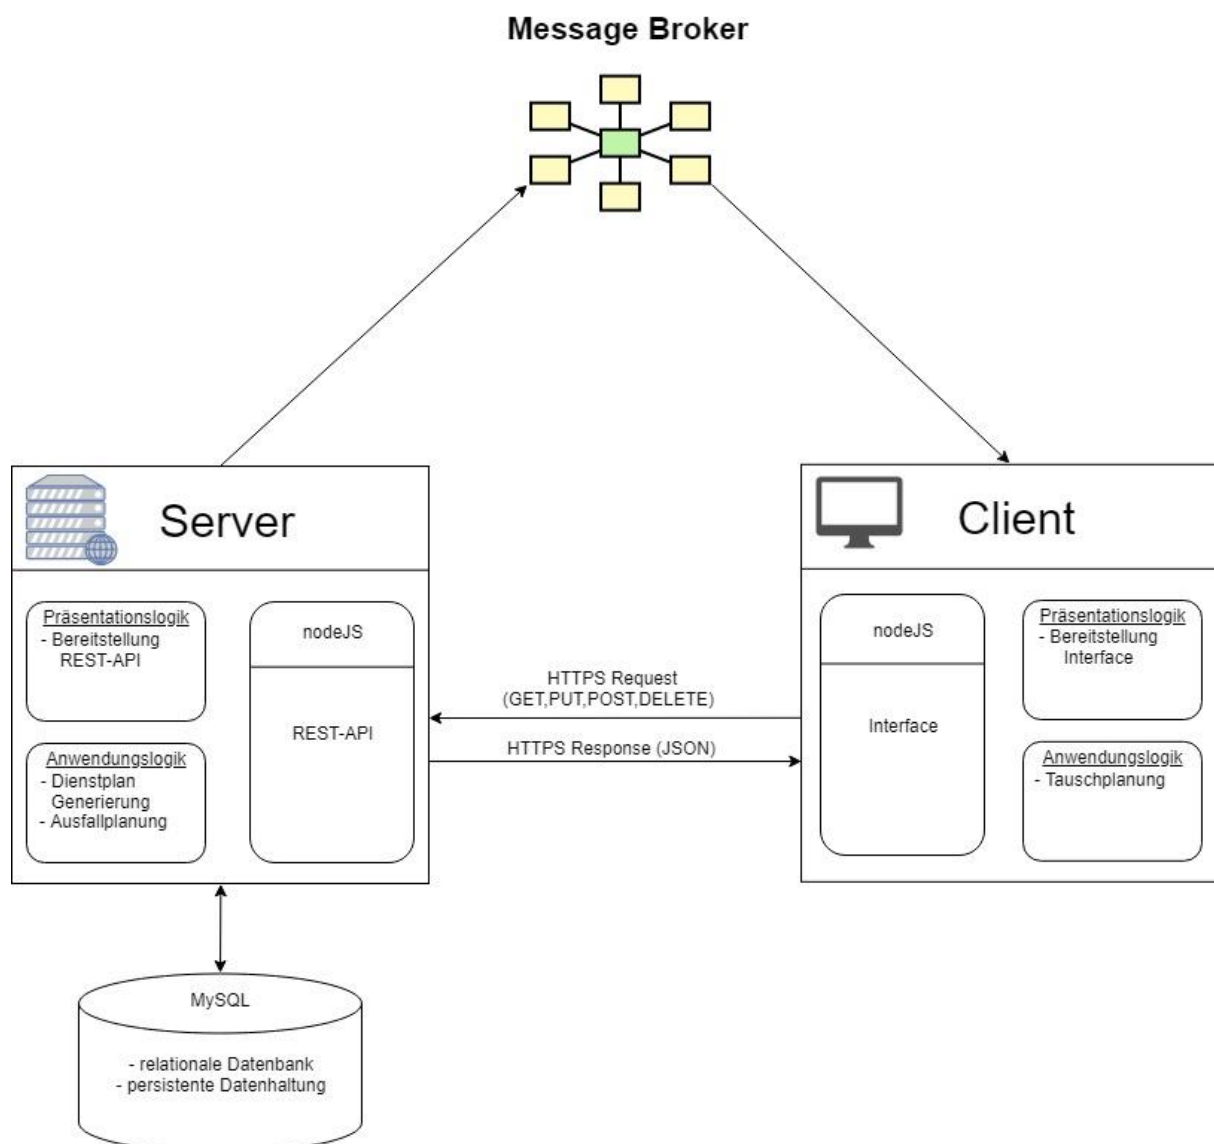 Message Broker
Server
Präsentationslogik
- Bereitstellung
REST-API
Anwendungslogik
- Dienstplan
Generierung
- Ausfallplanung
nodeJS
REST-API
HTTPS Request
(GET,PUT,POST,DELETE)
HTTPS Response (JSON)
Client
nodeJS
Interface
Präsentationslogik
- Bereitstellung
Interface
Anwendungslogik
- Tauschplanung
MySQL
- relationale Datenbank
- persistente Datenhaltung